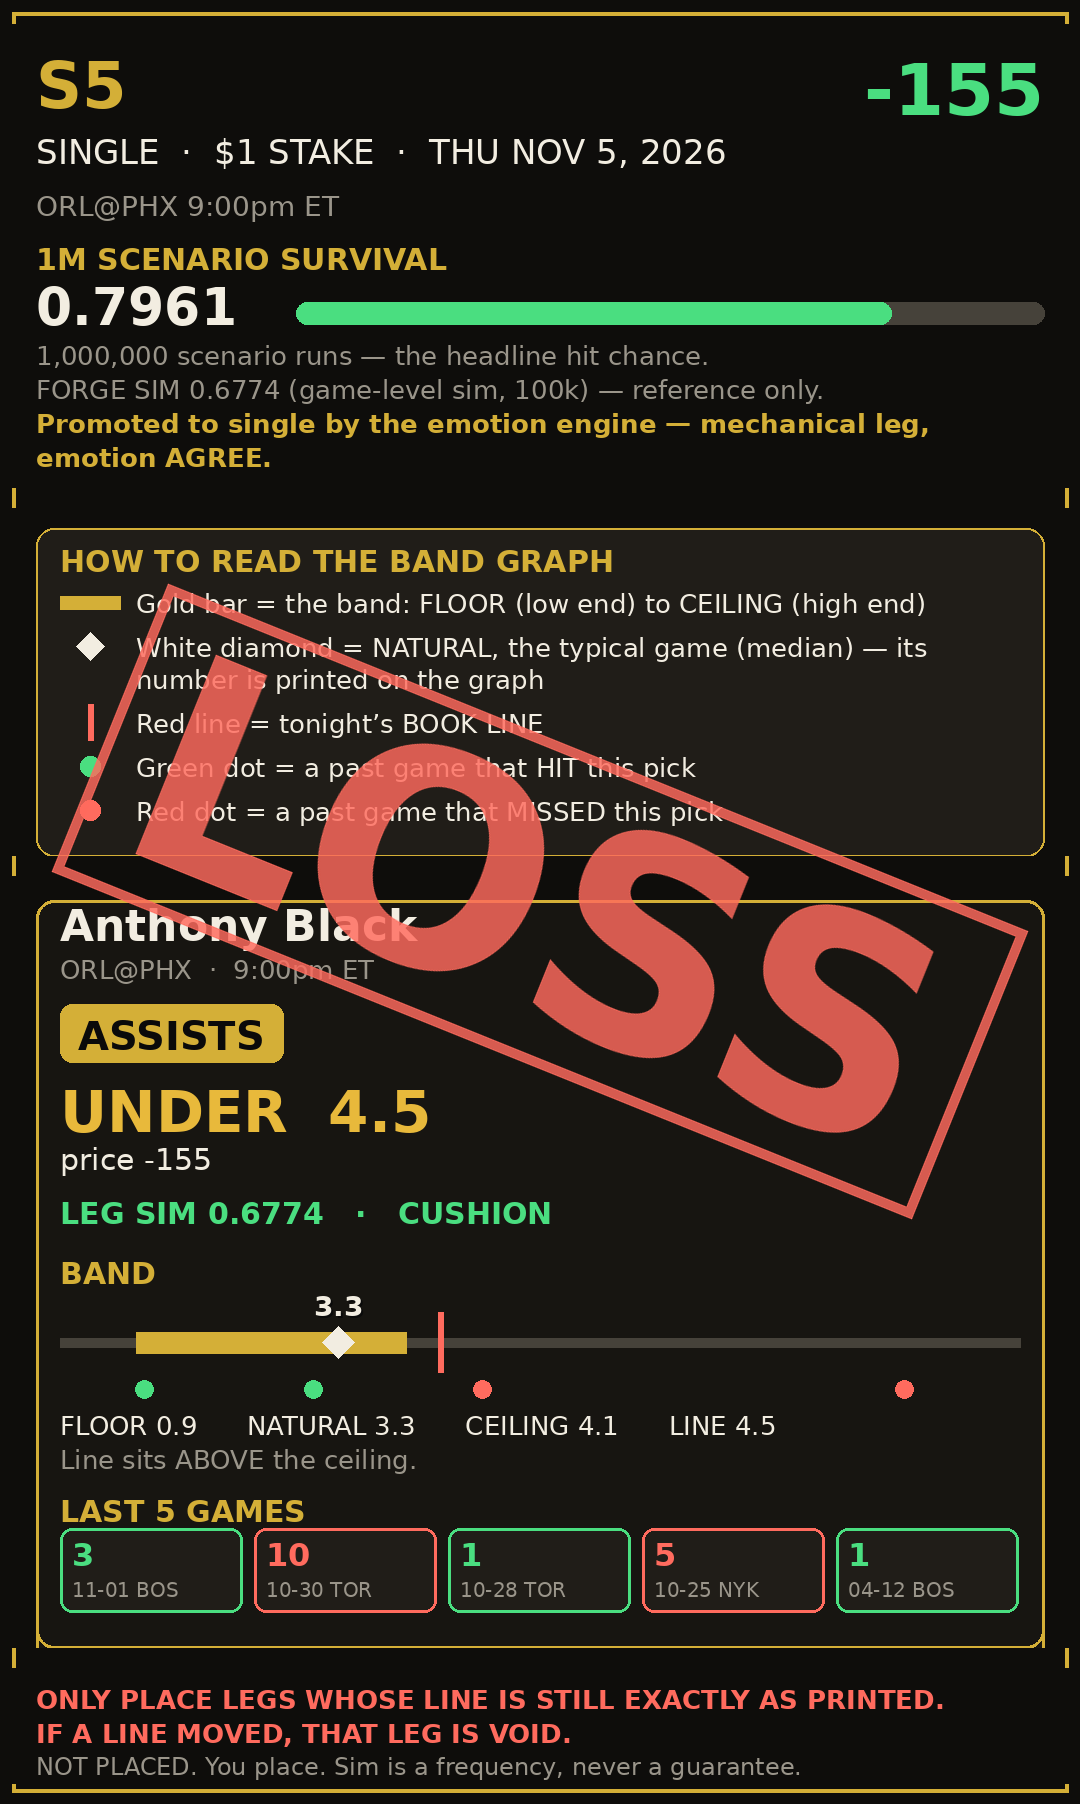 S5
-155
SINGLE · $1 STAKE · THU NOV 5, 2026
ORL@PHX 9:00pm ET
1M SCENARIO SURVIVAL
0.7961
1,000,000 scenario runs — the headline hit chance.
FORGE SIM 0.6774 (game-level sim, 100k) — reference only.
Promoted to single by the emotion engine — mechanical leg,
emotion AGREE.
HOW TO READ THE BAND GRAPH
Gold bar = the band: FLOOR (low end) to CEILING (high end)
White diamond = NATURAL, the typical game (median) — its
number is printed on the graph
Red line = tonight’s BOOK LINE
Green dot = a past game that HIT this pick
Red dot = a past game that MISSED this pick
LOSS
Anthony Black
ORL@PHX · 9:00pm ET
ASSISTS
UNDER 4.5
price -155
LEG SIM 0.6774 · CUSHION
BAND
3.3
FLOOR 0.9 NATURAL 3.3 CEILING 4.1 LINE 4.5
Line sits ABOVE the ceiling.
LAST 5 GAMES
3 10 1 5 1
11-01 BOS 10-30 TOR 10-28 TOR 10-25 NYK 04-12 BOS
ONLY PLACE LEGS WHOSE LINE IS STILL EXACTLY AS PRINTED.
IF A LINE MOVED, THAT LEG IS VOID.
NOT PLACED. You place. Sim is a frequency, never a guarantee.